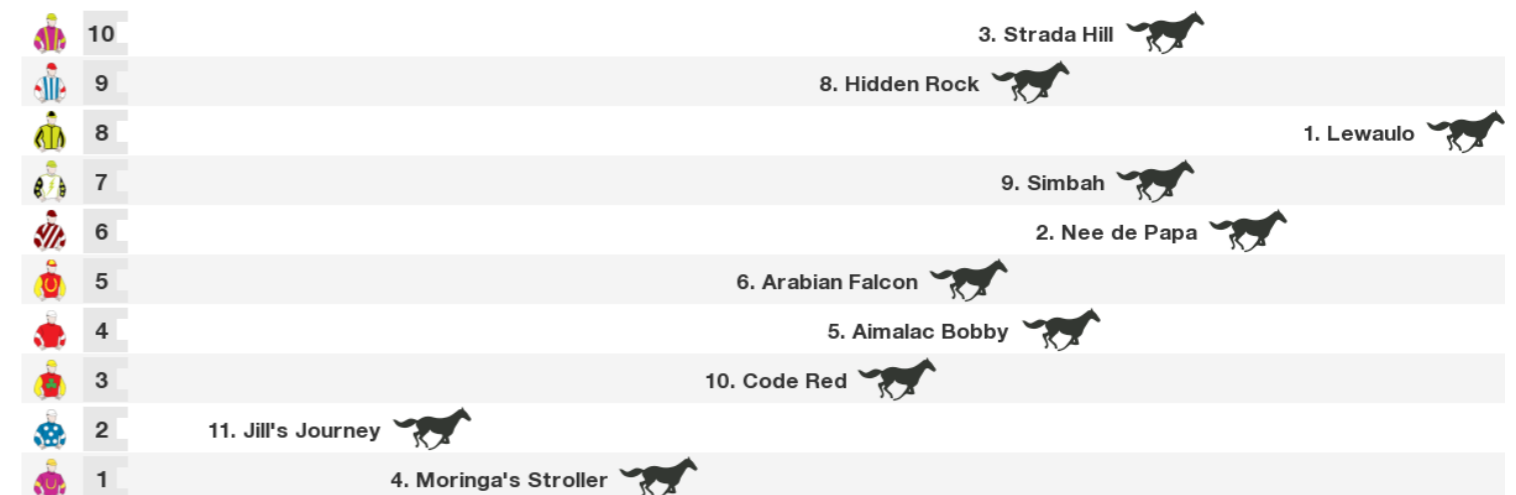 10 3. Strada Hill
9 8. Hidden Rock
8 1. Lewaulo
7 9. Simbah
6 2. Nee de Papa
5 6. Arabian Falcon
4 5. Aimalac Bobby
3 10. Code Red
2 11. Jill's Journey
1 4. Moringa's Stroller